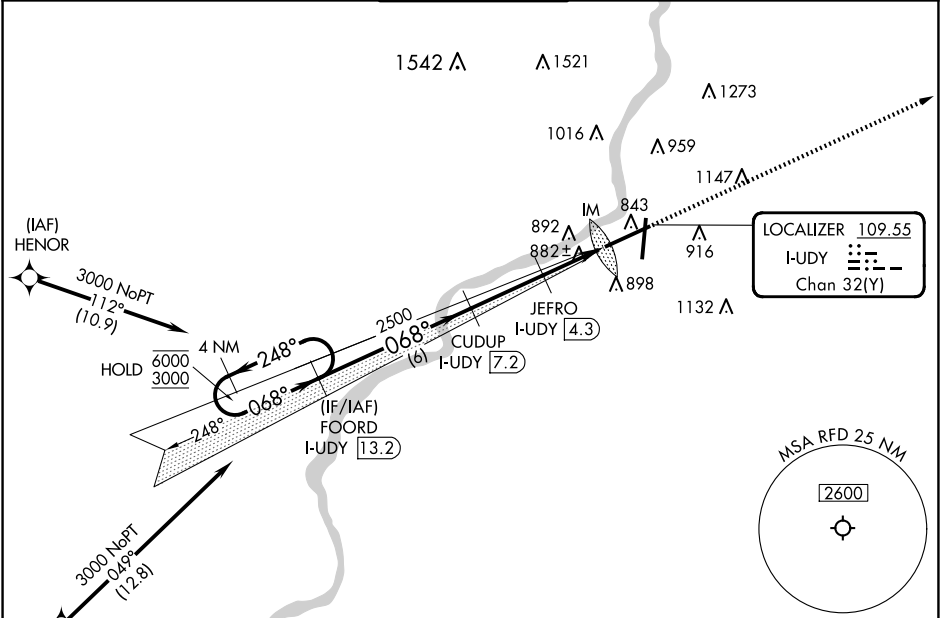 1542
1521
1273
1016
959
1147
IM
843
892
882±
916
898
1132
LOCALIZER 109.55
I-UDY
Chan 32(Y)
(IAF)
HENOR
3000 NoPT
112°
(10.9)
HOLD
6000
3000
4 NM
248°
068°
248°
2500
068°
(6)
JEFRO
I-UDY 4.3
CUDUP
I-UDY 7.2
(IF/IAF)
FOORD
I-UDY 13.2
3000 NoPT
049°
(12.8)
MSA RFD 25 NM
2600